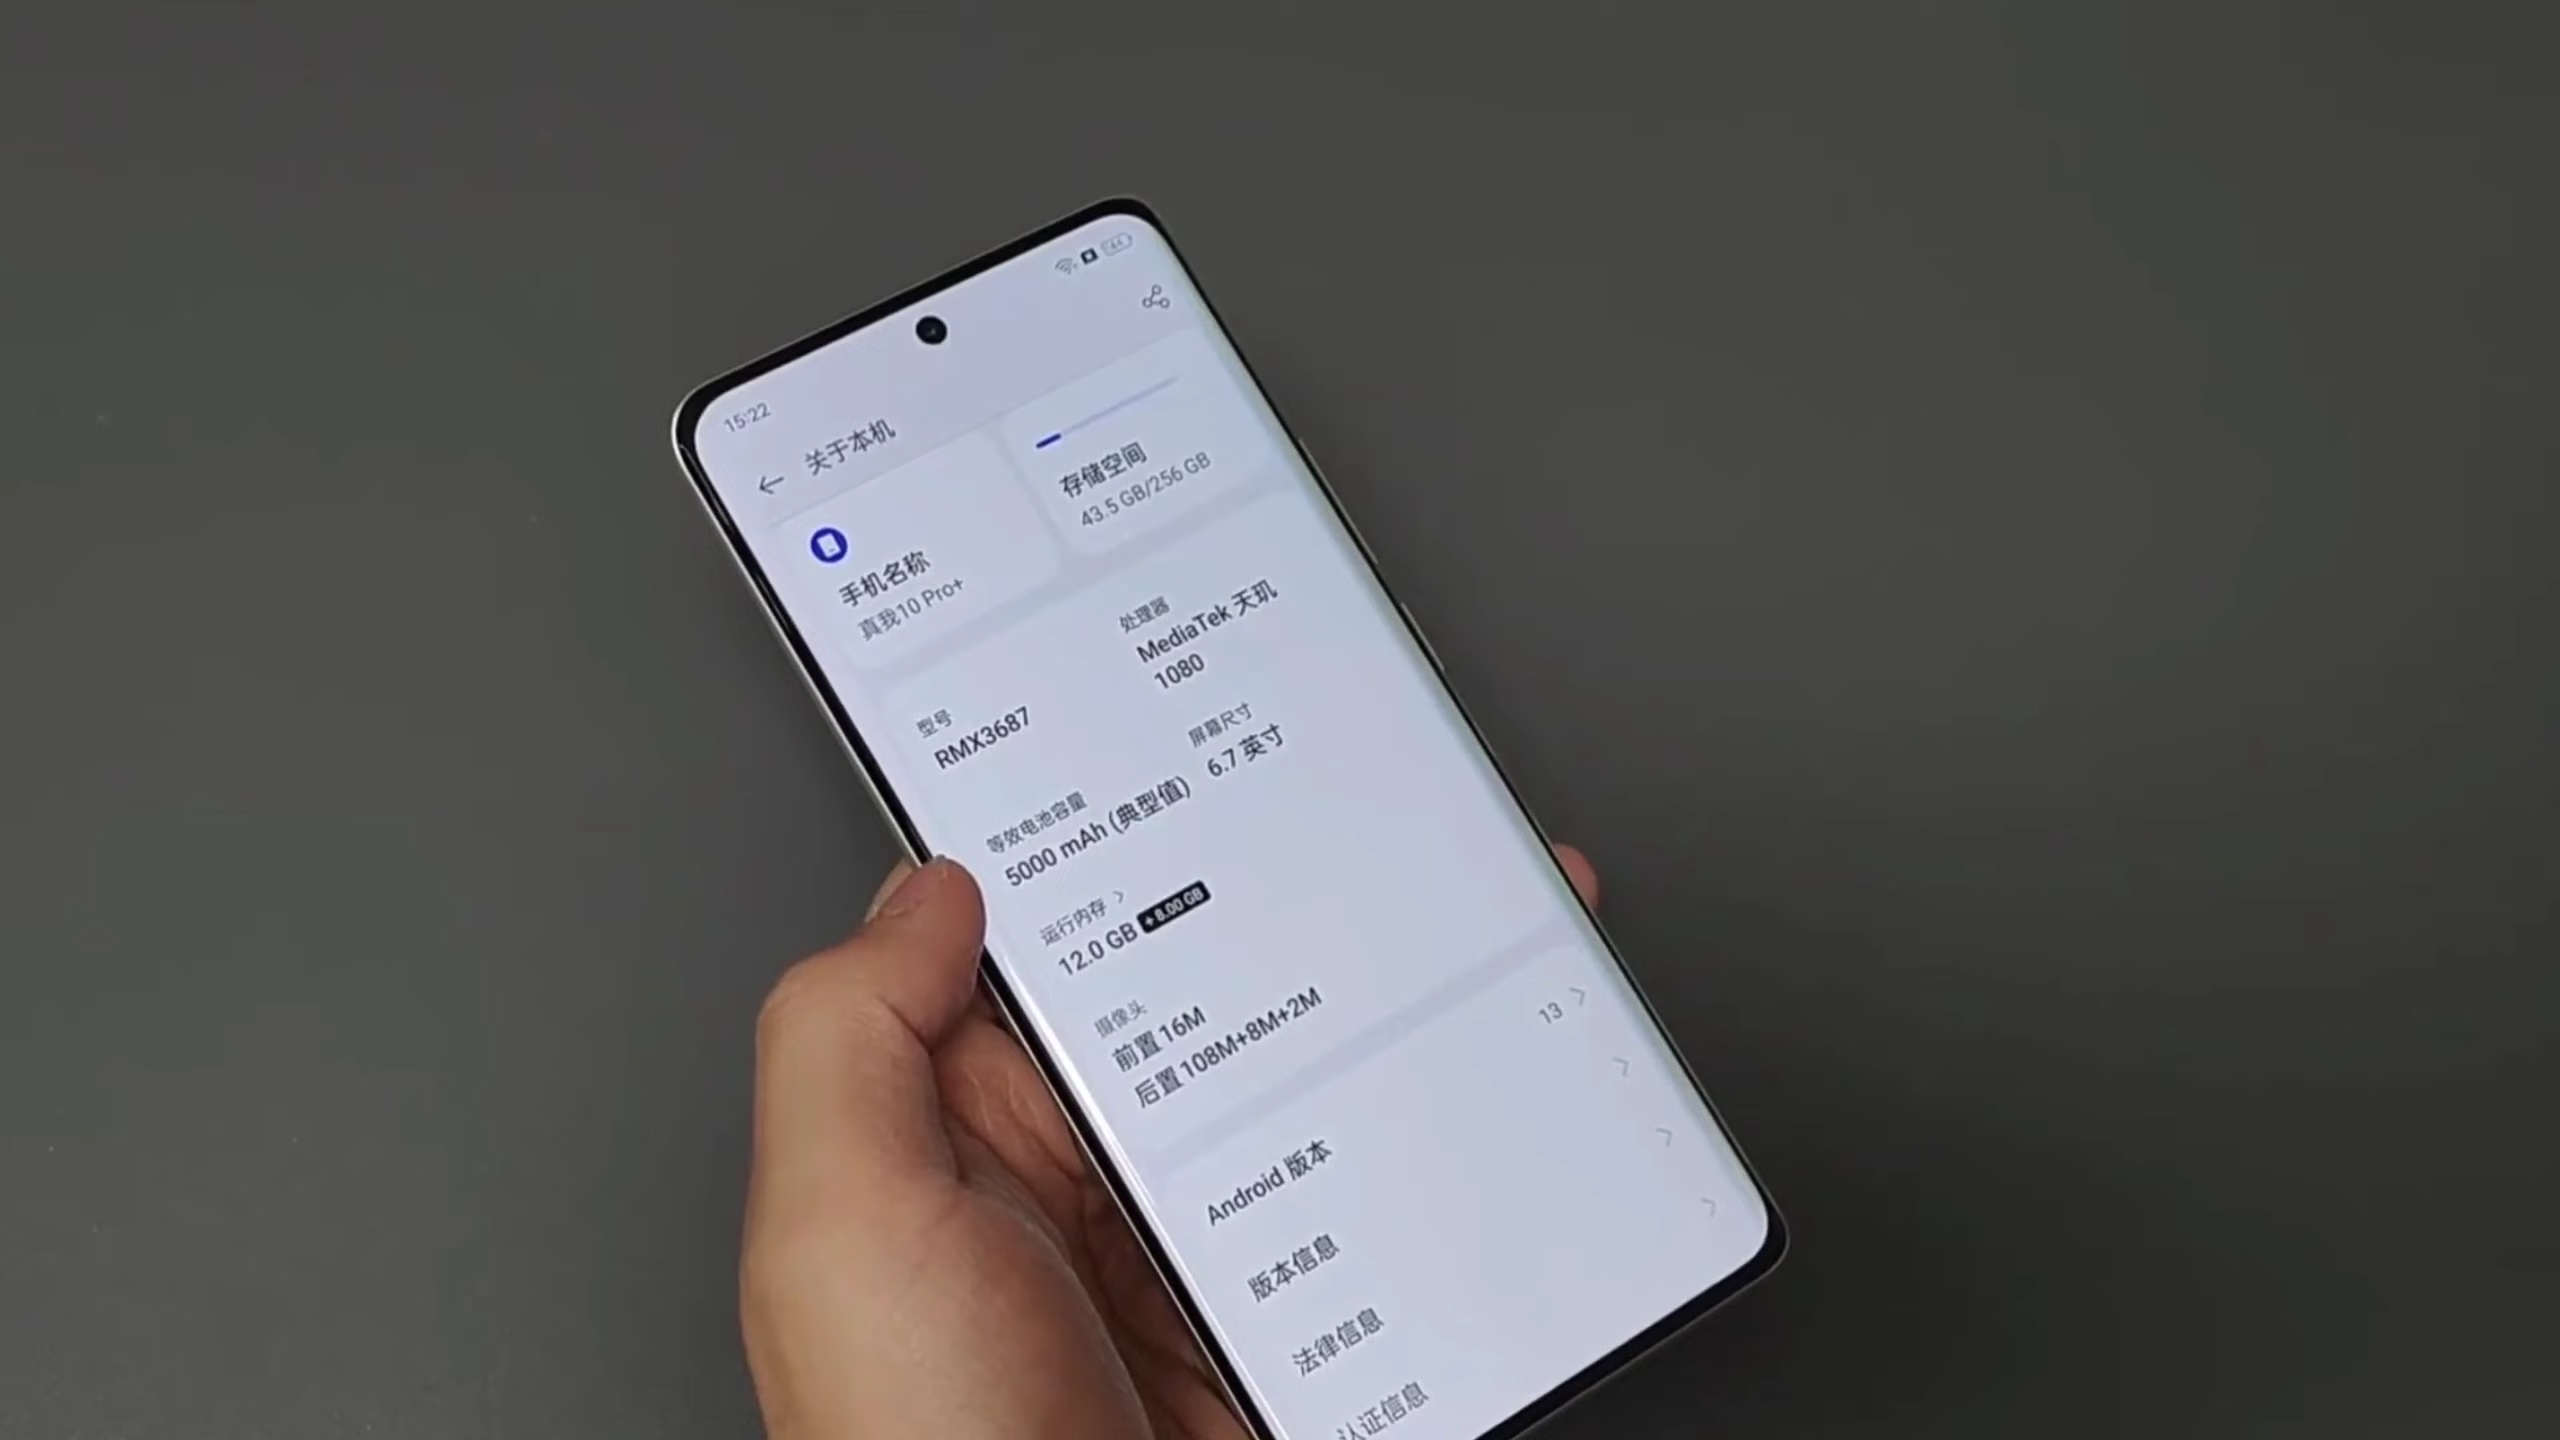 15:22
44
关于本机
手机名称
真我10 Pro+
存储空间
43.5 GB/256 GB
型号
RMX3687
处理器
MediaTek 天玑
1080
等效电池容量
5000 mAh (典型值)
屏幕尺寸
6.7 英寸
运行内存 >
12.0 GB +8.00 GB
摄像头
前置 16M
后置 108M+8M+2M
Android 版本 13 >
版本信息 >
法律信息 >
认证信息 >